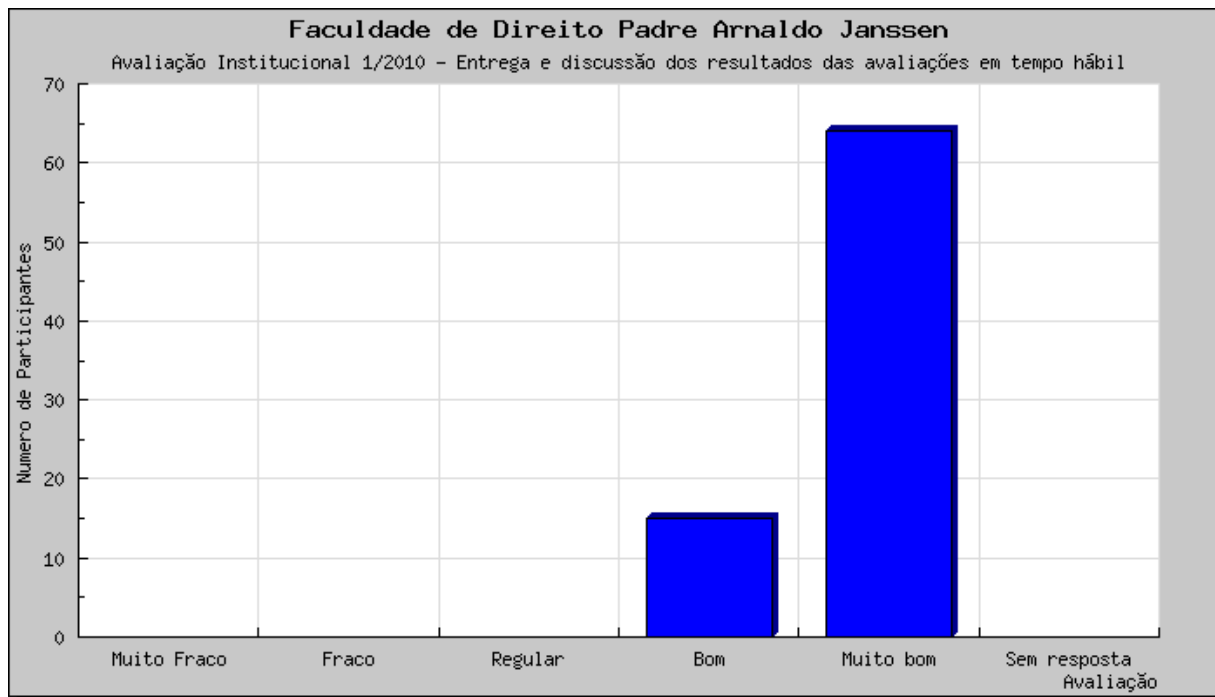 Faculdade de Direito Padre Arnaldo Janssen
Avaliação Institucional 1/2010 - Entrega e discussão dos resultados das avaliações em tempo hábil
Numero de Participantes
70
60
50
40
30
20
10
0
Muito Fraco Fraco Regular Bom Muito bom Sem resposta
Avaliação